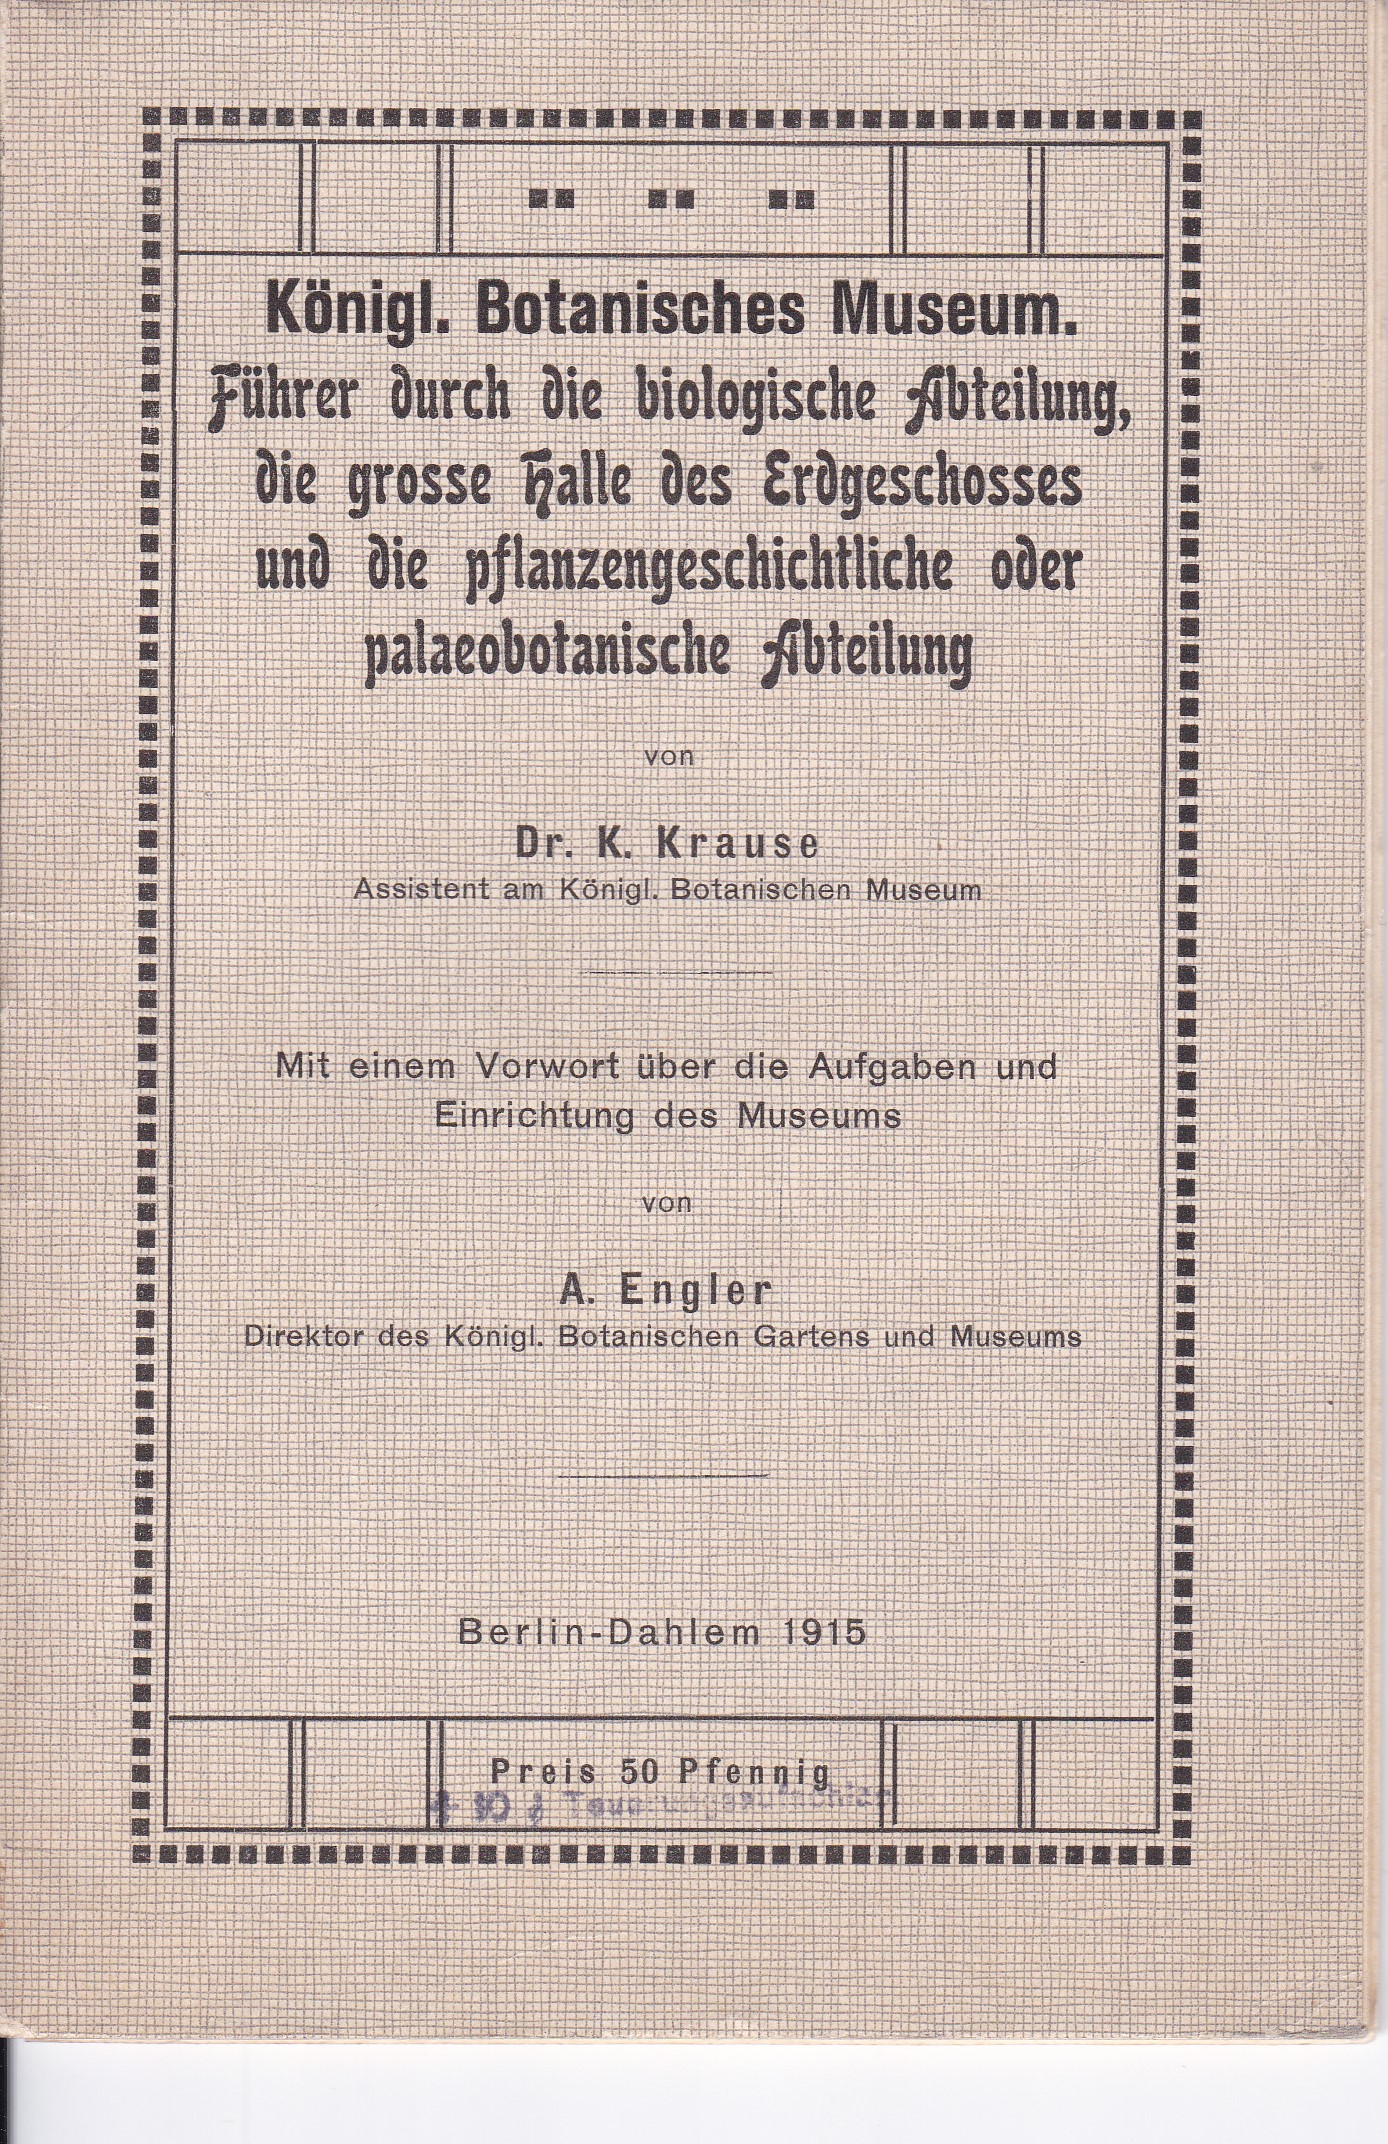 Königl. Botanisches Museum.
Führer durch die biologische Abteilung,
die grosse Halle des Erdgeschosses
und die pflanzengeschichtliche oder
palaeobotanische Abteilung
von
Dr. K. Krause
Assistent am Königl. Botanischen Museum
Mit einem Vorwort über die Aufgaben und
Einrichtung des Museums
von
A. Engler
Direktor des Königl. Botanischen Gartens und Museums
Berlin-Dahlem 1915
Preis 50 Pfennig
Teuerungsaufschlag